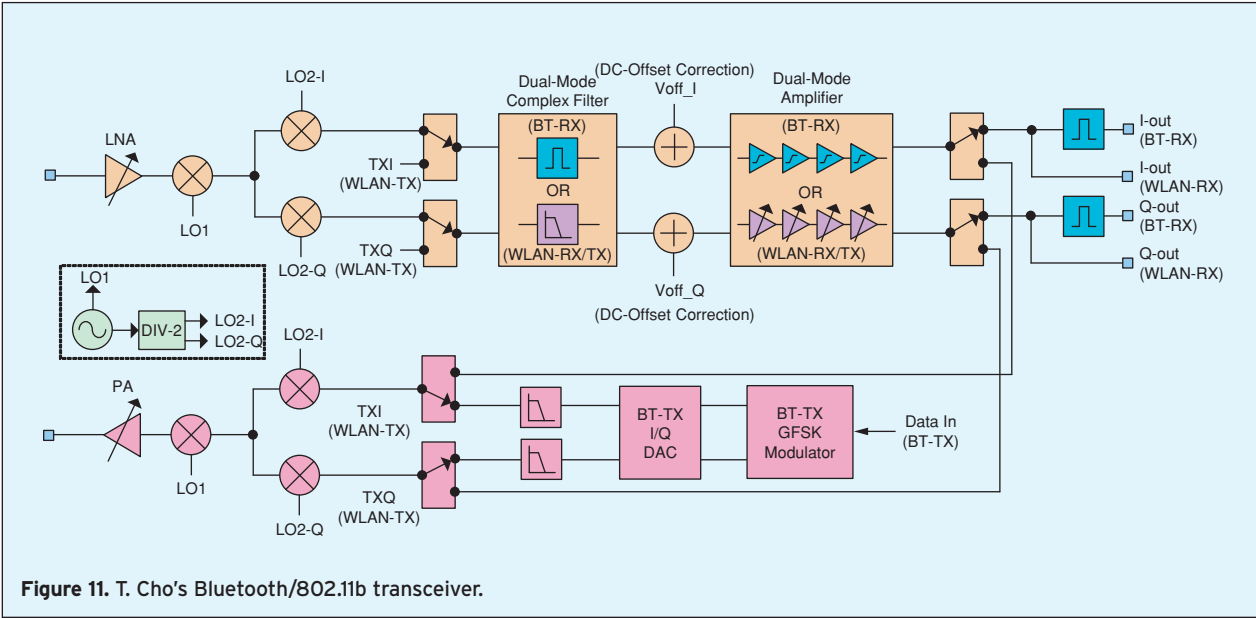 LO2-I
LNA
LO1
LO2-Q
TXI
(WLAN-TX)
TXQ
(WLAN-TX)
Dual-Mode
Complex Filter
(BT-RX)
OR
(WLAN-RX/TX)
(DC-Offset Correction)
Voff_I
Voff_Q
(DC-Offset Correction)
Dual-Mode
Amplifier
(BT-RX)
OR
(WLAN-RX/TX)
I-out
(BT-RX)
I-out
(WLAN-RX)
Q-out
(BT-RX)
Q-out
(WLAN-RX)
LO1
DIV-2
LO2-I
LO2-Q
LO2-I
PA
LO1
LO2-Q
TXI
(WLAN-TX)
TXQ
(WLAN-TX)
BT-TX
I/Q
DAC
BT-TX
GFSK
Modulator
Data In
(BT-TX)
Figure 11. T. Cho's Bluetooth/802.11b transceiver.